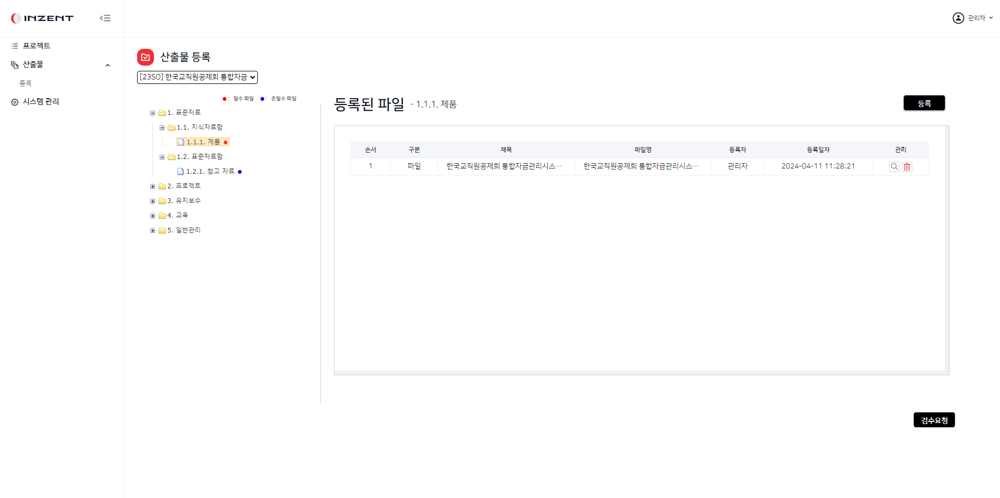 INZENT
관리자
프로젝트
산출물
등록
시스템 관리
산출물 등록
[23SO] 한국교직원공제회 통합자금
: 필수 파일 : 준필수 파일
1. 표준자료
1.1. 지식자료함
1.1.1. 제품
1.2. 표준자료함
1.2.1. 참고 자료
2. 프로젝트
3. 유지보수
4. 교육
5. 일반관리
등록된 파일 - 1.1.1. 제품
등록
순서 구분 제목 파일명 등록자 등록일자 관리
1 파일 한국교직원공제회 통합자금관리시스… 한국교직원공제회 통합자금관리시스… 관리자 2024-04-11 11:28:21
검수요청